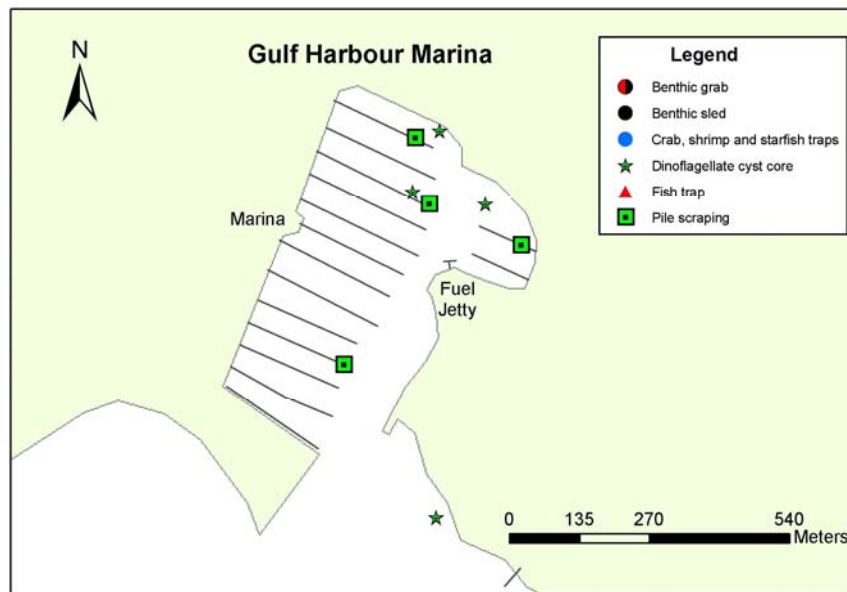 Gulf Harbour Marina
N
Legend
Benthic grab
Benthic sled
Crab, shrimp and starfish traps
Dinoflagellate cyst core
Fish trap
Pile scraping
Marina
Fuel
Jetty
0 135 270 540
Meters